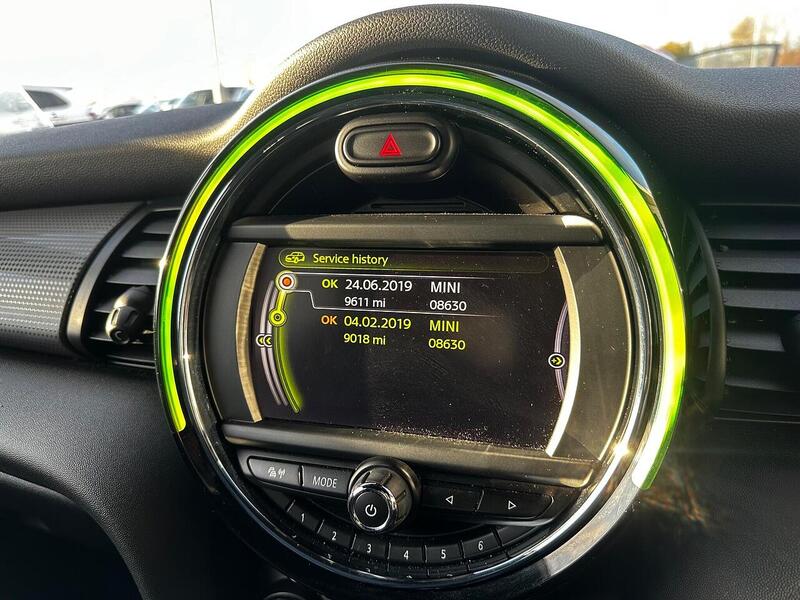 Service history
OK 24.06.2019 MINI
9611 mi 08630
OK 04.02.2019 MINI
9018 mi 08630
MODE
1 2 3 4 5 6